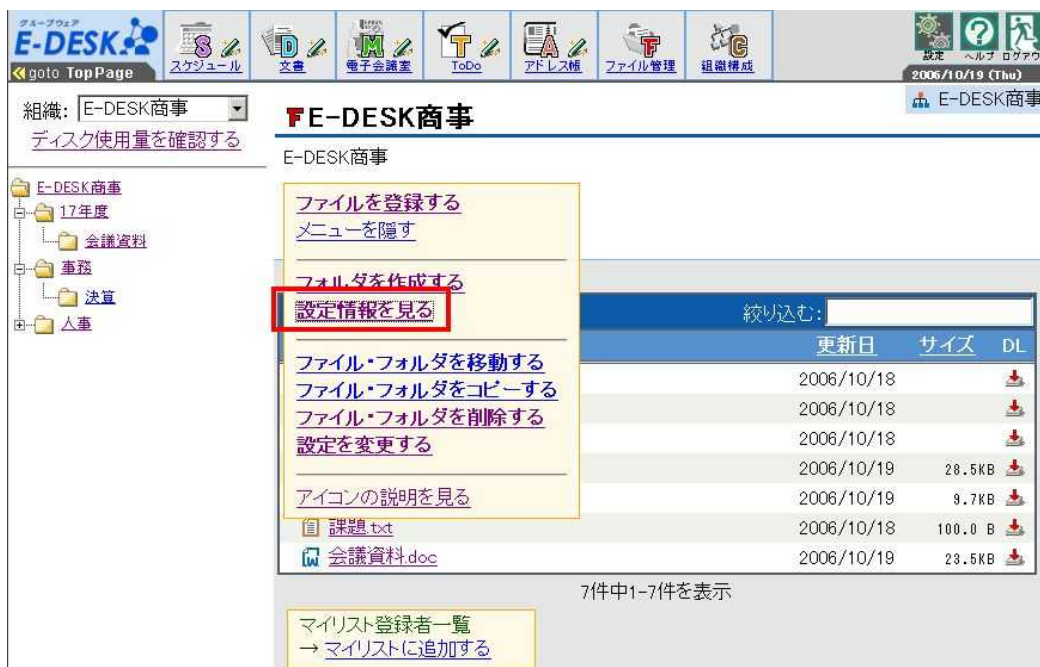 グループウェア
E-DESK
goto TopPage
スケジュール
文書
電子会議室
ToDo
アドレス帳
ファイル管理
組織構成
設定
ヘルプ
ログアウ
2006/10/19 (Thu)
組織: E-DESK商事
ディスク使用量を確認する
E-DESK商事
F E-DESK商事
E-DESK商事
E-DESK商事
17年度
会議資料
事務
決算
人事
ファイルを登録する
メニューを隠す
フォルダを作成する
設定情報を見る
ファイル・フォルダを移動する
ファイル・フォルダをコピーする
ファイル・フォルダを削除する
設定を変更する
アイコンの説明を見る
絞り込む:
更新日 サイズ DL
2006/10/18
2006/10/18
2006/10/18
2006/10/19 28.5KB
2006/10/19 9.7KB
課題.txt 2006/10/18 100.0 B
会議資料.doc 2006/10/19 23.5KB
7件中1-7件を表示
マイリスト登録者一覧
→ マイリストに追加する